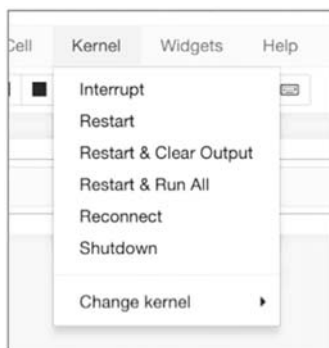 Cell Kernel Widgets Help
Interrupt
Restart
Restart & Clear Output
Restart & Run All
Reconnect
Shutdown
Change kernel